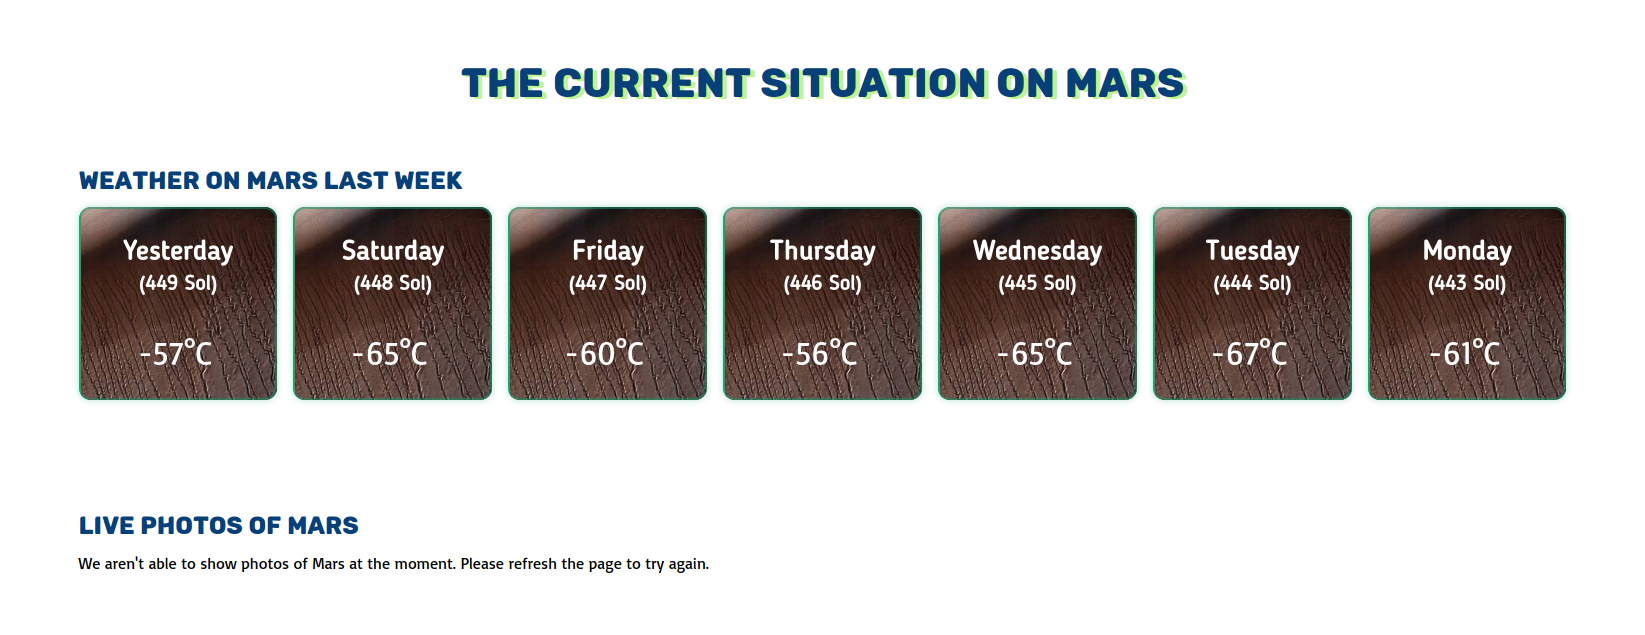 THE CURRENT SITUATION ON MARS
WEATHER ON MARS LAST WEEK
Yesterday
(449 Sol)
-57°C
Saturday
(448 Sol)
-65°C
Friday
(447 Sol)
-60°C
Thursday
(446 Sol)
-56°C
Wednesday
(445 Sol)
-65°C
Tuesday
(444 Sol)
-67°C
Monday
(443 Sol)
-61°C
LIVE PHOTOS OF MARS
We aren't able to show photos of Mars at the moment. Please refresh the page to try again.